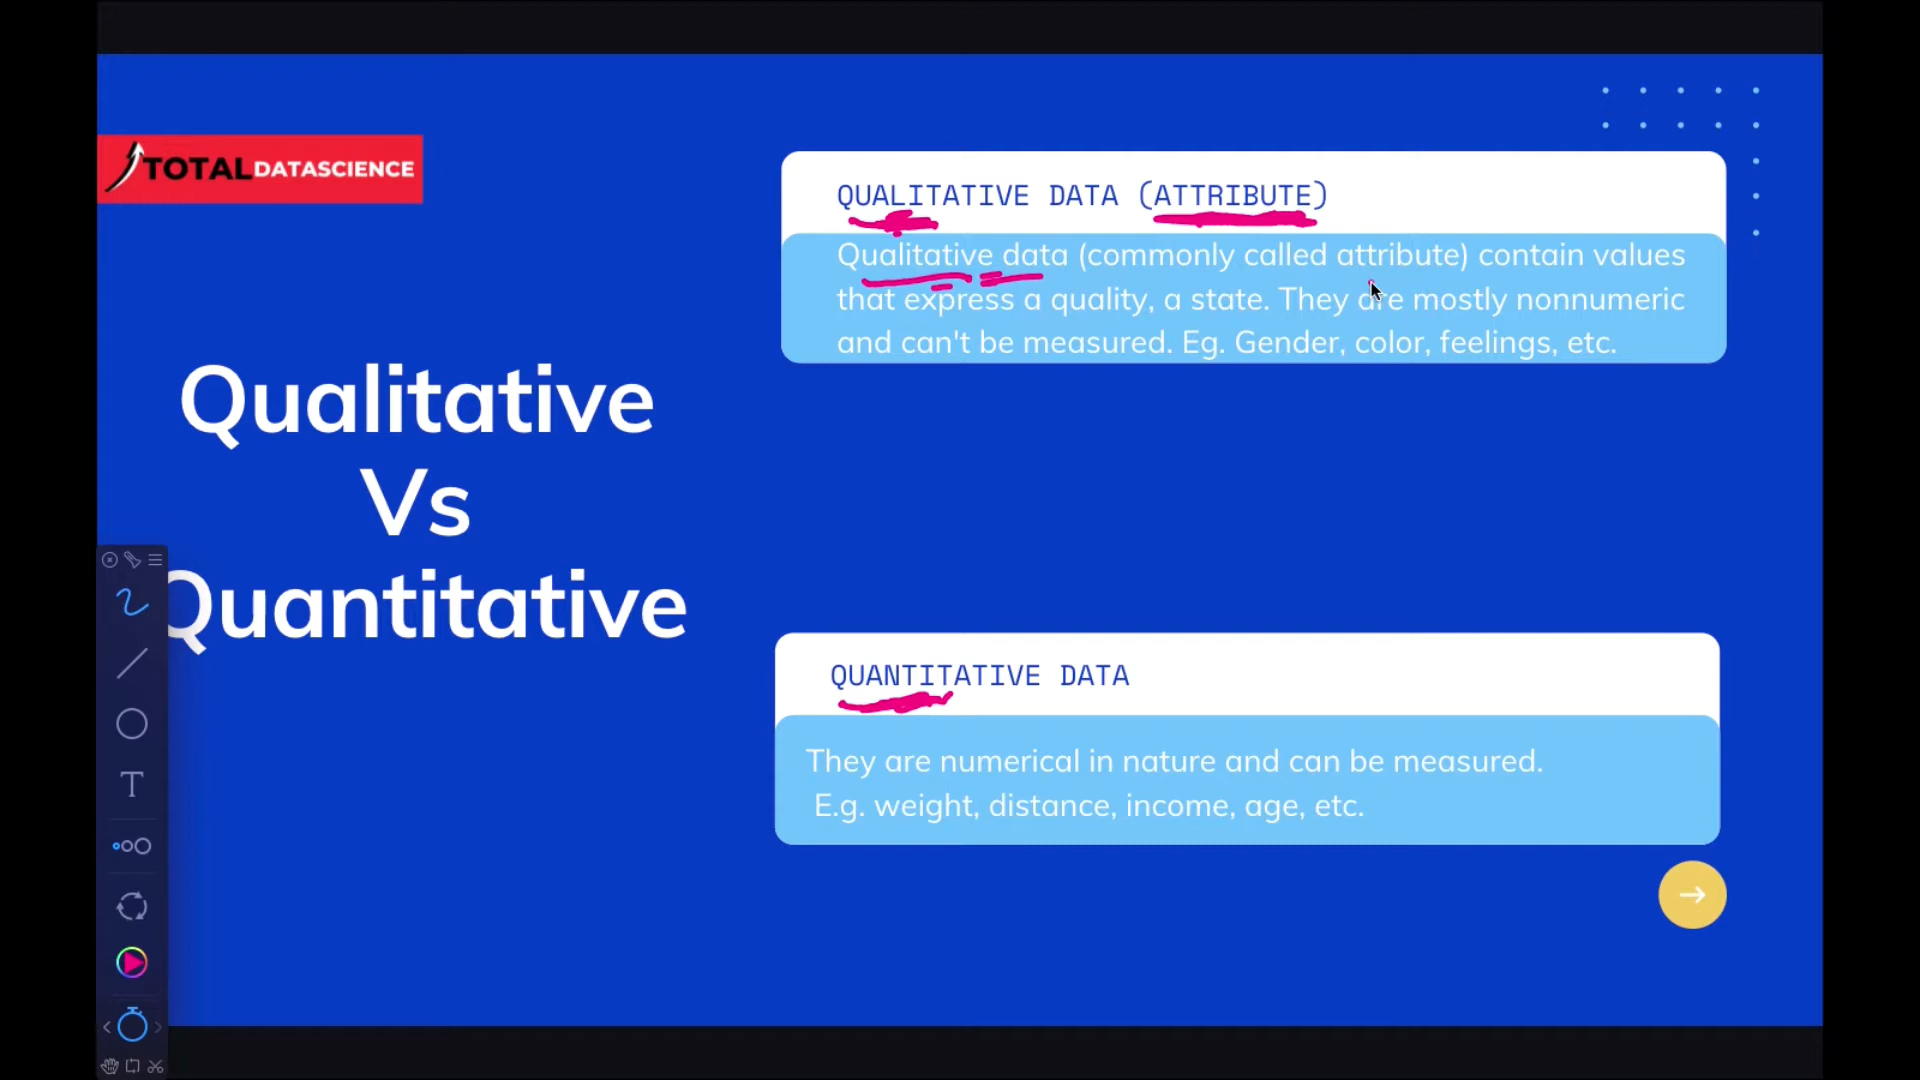 TOTALDATASCIENCE
Qualitative
Vs
Quantitative
QUALITATIVE DATA (ATTRIBUTE)
Qualitative data (commonly called attribute) contain values
that express a quality, a state. They are mostly nonnumeric
and can't be measured. Eg. Gender, color, feelings, etc.
QUANTITATIVE DATA
They are numerical in nature and can be measured.
E.g. weight, distance, income, age, etc.
T